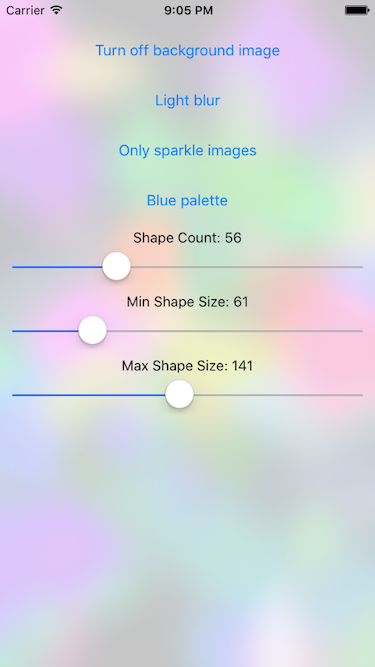 Carrier 9:05 PM
Turn off background image
Light blur
Only sparkle images
Blue palette
Shape Count: 56
Min Shape Size: 61
Max Shape Size: 141